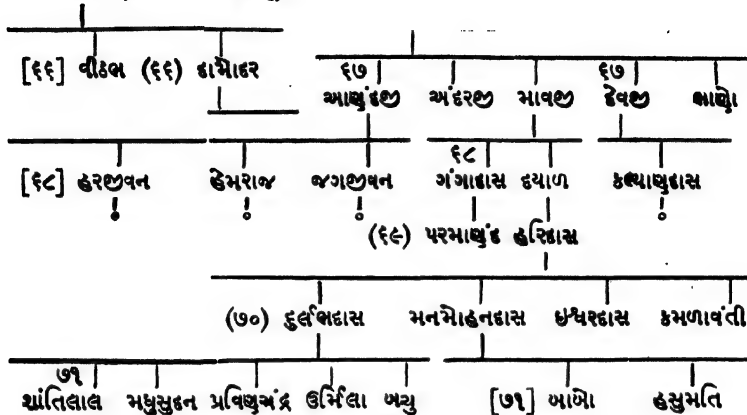 [૬૬] વીઠલ (૬૬) દામોદર ૬૭ ૬૭
આણંદજી અંદરજી માવજી દેવજી ભાણો
૬૮
[૬૮] હરજીવન હેમરાજ જગજીવન ગંગાદાસ દયાળ કલ્યાણદાસ
(૬૯) પરમાણંદ હરિદાસ
(૭૦) દુર્લભદાસ મનમોહનદાસ ઇશ્વરદાસ કમળાવંતી
૭૧
શાંતિલાલ મધુસુદન પ્રવિણચંદ્ર ઉર્મિલા બચુ [૭૧] બાબો હસુમતિ